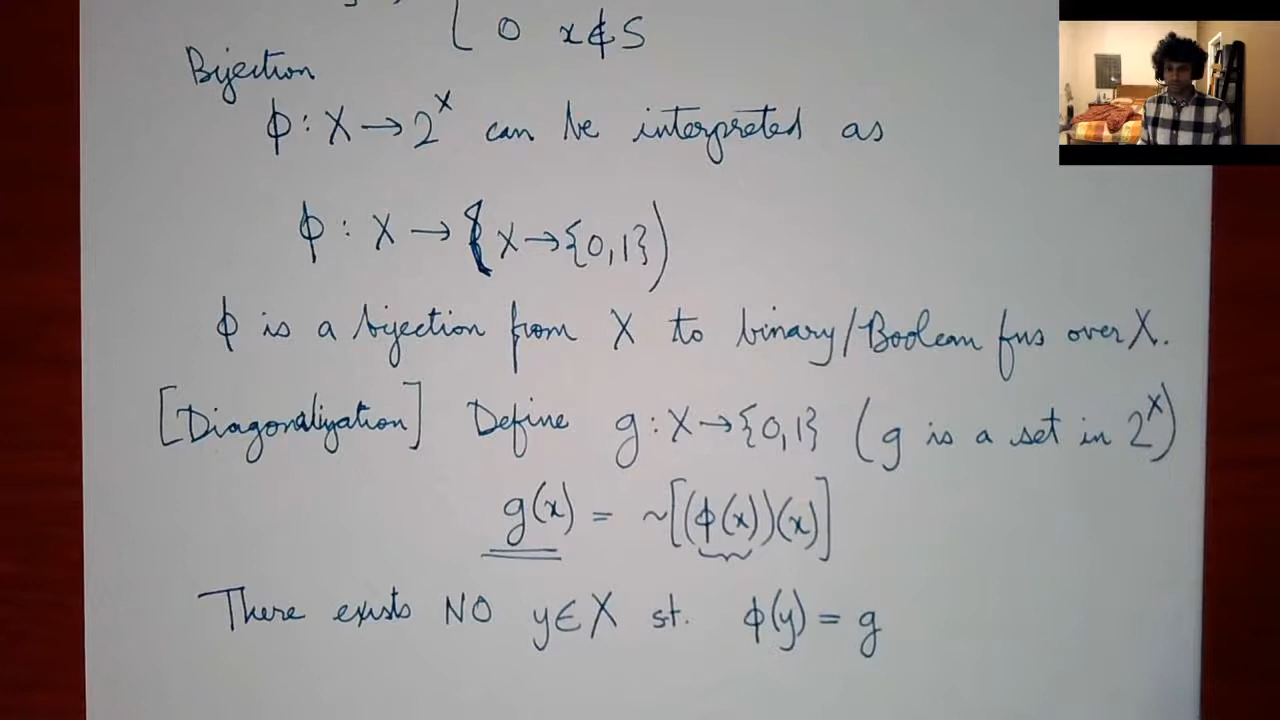 0 x∉S
Bijection
ϕ : X → 2^X can be interpreted as
ϕ : X → (X → {0,1})
ϕ is a bijection from X to binary/Boolean fns over X.
[Diagonalization] Define g : X → {0,1} (g is a set in 2^X)
g(x) = ~[(ϕ(x))(x)]
There exists NO y∈X st. ϕ(y) = g